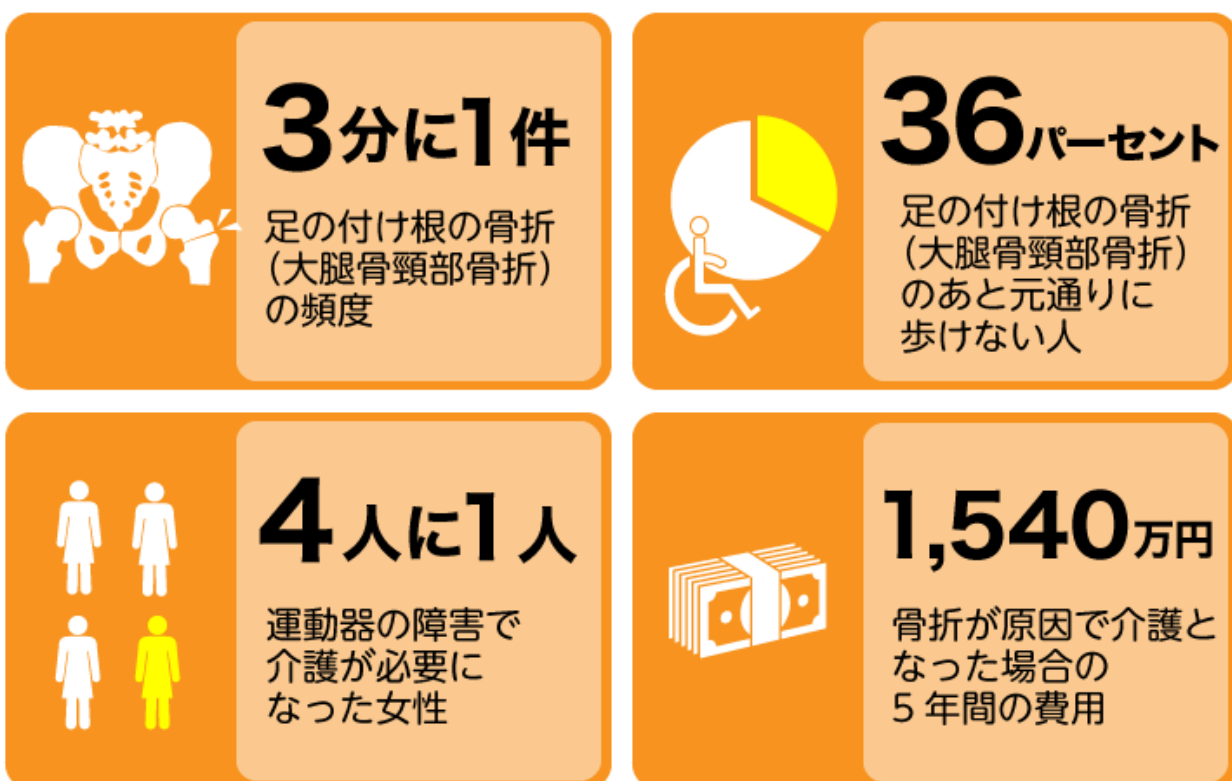 3分に1件
足の付け根の骨折
(大腿骨頸部骨折)
の頻度
36パーセント
足の付け根の骨折
(大腿骨頸部骨折)
のあと元通りに
歩けない人
4人に1人
運動器の障害で
介護が必要に
なった女性
1,540万円
骨折が原因で介護と
なった場合の
5年間の費用